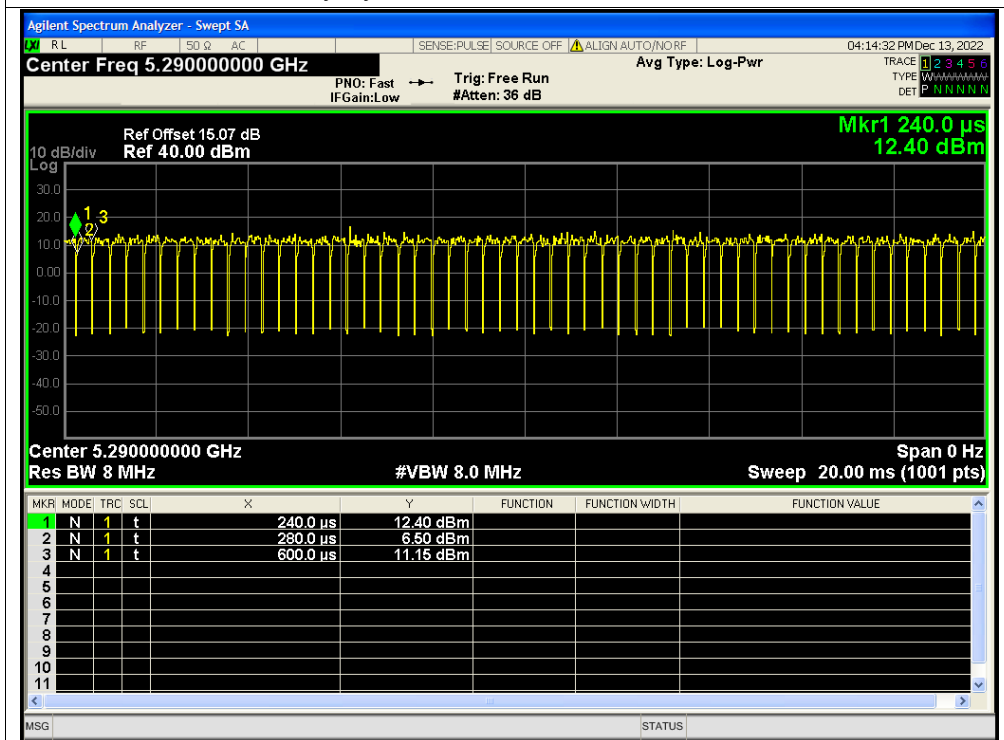 Agilent Spectrum Analyzer - Swept SA
LXI RL RF 50 Ω AC SENSE:PULSE SOURCE OFF ALIGN AUTO/NO RF 04:14:32 PM Dec 13, 2022
Center Freq 5.290000000 GHz
PNO: Fast
IFGain:Low
Trig: Free Run
#Atten: 36 dB
Avg Type: Log-Pwr
TRACE 1 2 3 4 5 6
TYPE WWWWWW
DET P N N N N N
Mkr1 240.0 µs
12.40 dBm
Ref Offset 15.07 dB
10 dB/div Ref 40.00 dBm
Log
30.0
20.0
10.0
0.00
-10.0
-20.0
-30.0
-40.0
-50.0
1 2 3
Center 5.290000000 GHz Span 0 Hz
Res BW 8 MHz #VBW 8.0 MHz Sweep 20.00 ms (1001 pts)
MKR MODE TRC SCL X Y FUNCTION FUNCTION WIDTH FUNCTION VALUE
1 N 1 t 240.0 µs 12.40 dBm
2 N 1 t 280.0 µs 6.50 dBm
3 N 1 t 600.0 µs 11.15 dBm
4
5
6
7
8
9
10
11
MSG STATUS